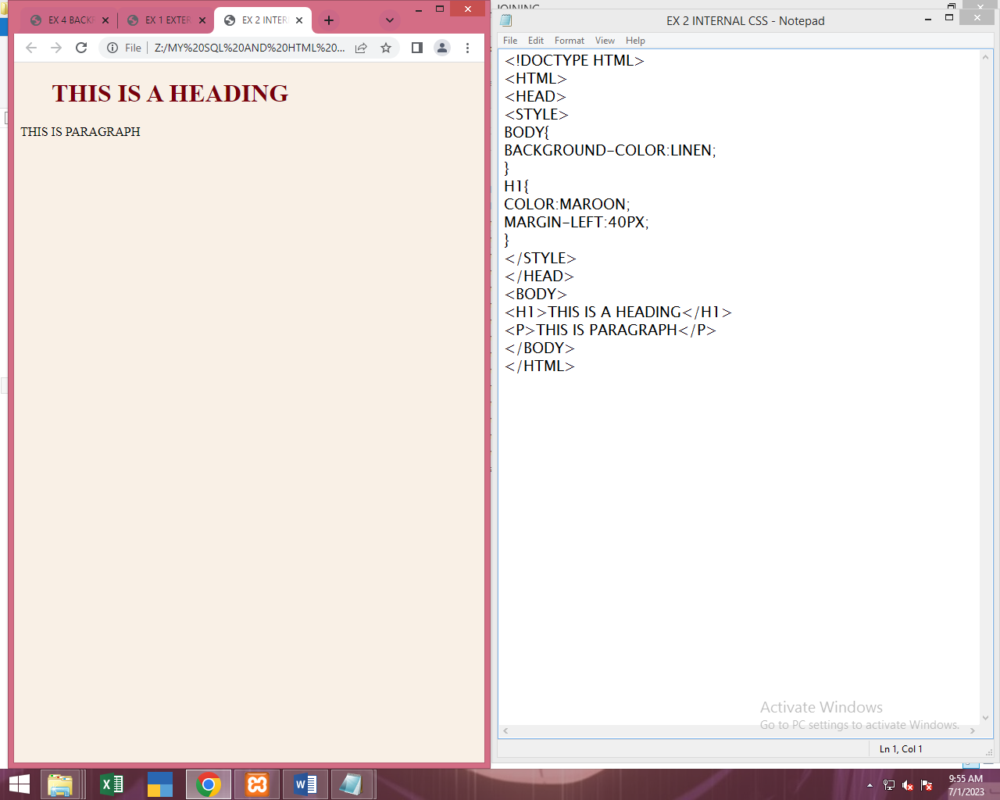 EX 4 BACK
EX 1 EXTER
EX 2 INTER
File
Z:/MY%20SQL%20AND%20HTML%20...
THIS IS A HEADING
THIS IS PARAGRAPH
JOINING
EX 2 INTERNAL CSS - Notepad
File Edit Format View Help
<!DOCTYPE HTML>
<HTML>
<HEAD>
<STYLE>
BODY{
BACKGROUND-COLOR:LINEN;
}
H1{
COLOR:MAROON;
MARGIN-LEFT:40PX;
}
</STYLE>
</HEAD>
<BODY>
<H1>THIS IS A HEADING</H1>
<P>THIS IS PARAGRAPH</P>
</BODY>
</HTML>
Activate Windows
Go to PC settings to activate Windows.
Ln 1, Col 1
9:55 AM
7/1/2023